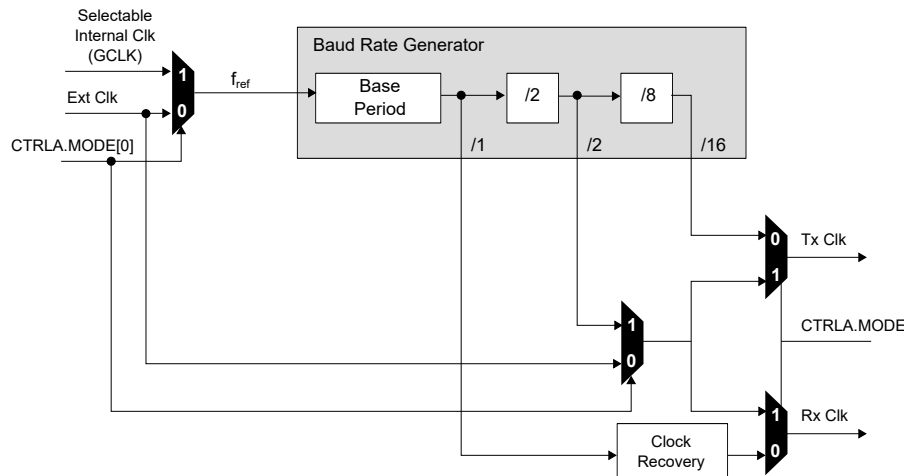 Selectable
Internal Clk
(GCLK)
Baud Rate Generator
1
f_ref
Base
Period
/2
/8
Ext Clk
0
CTRLA.MODE[0]
/1
/2
/16
0
Tx Clk
1
1
CTRLA.MODE
0
1
Rx Clk
Clock
Recovery
0